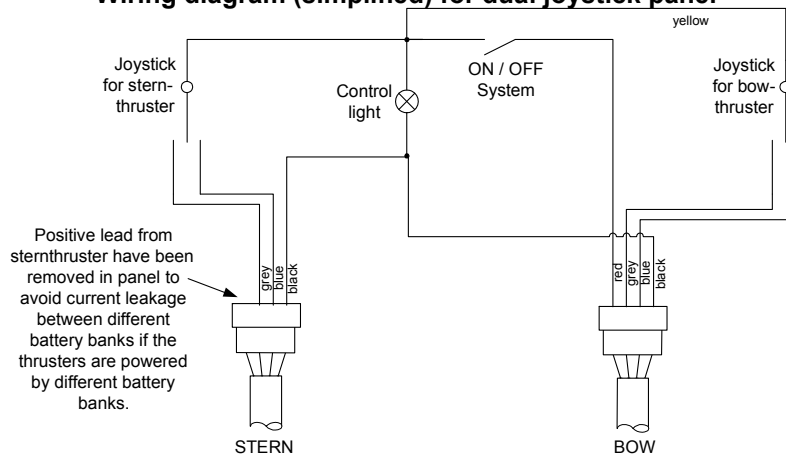 Wiring diagram (simplified) for dual joystick panel
yellow
Joystick
for stern-
thruster
Control
light
ON / OFF
System
Joystick
for bow-
thruster
Positive lead from
sternthruster have been
removed in panel to
avoid current leakage
between different
battery banks if the
thrusters are powered
by different battery
banks.
grey
blue
black
red
grey
blue
black
STERN
BOW